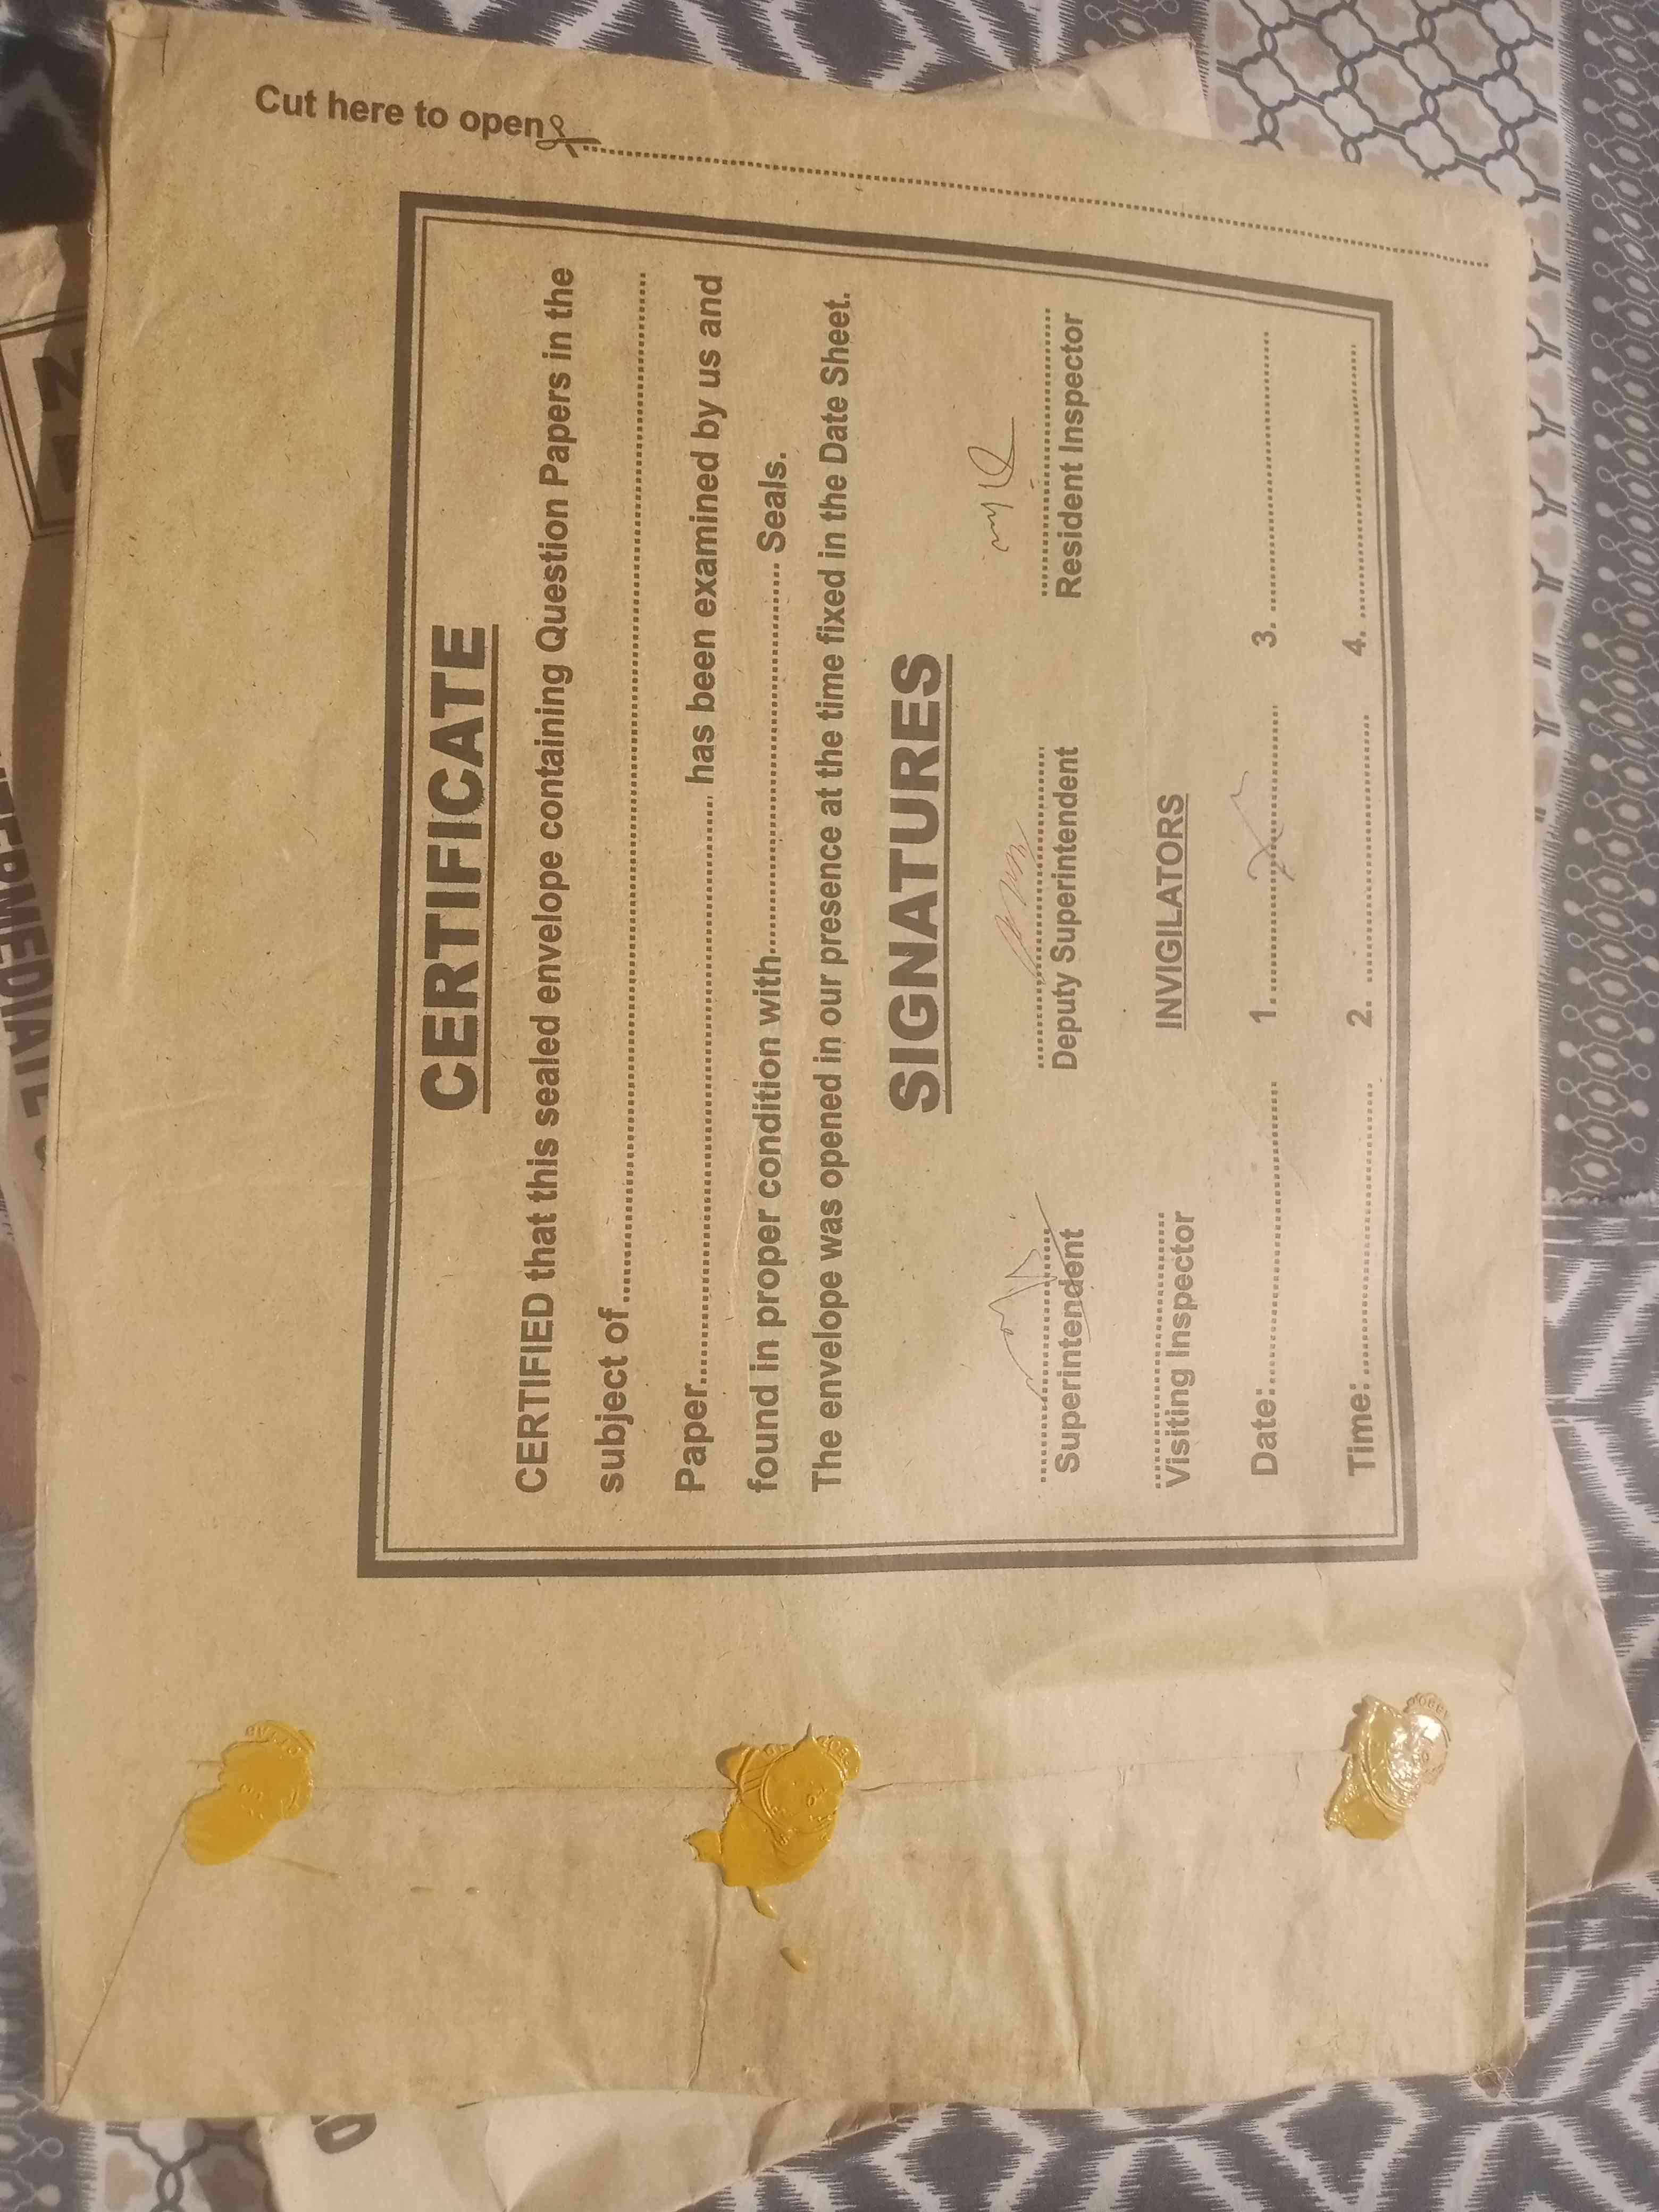 Cut here to open
CERTIFICATE
CERTIFIED that this sealed envelope containing Question Papers in the
subject of
Paper has been examined by us and
found in proper condition with Seals.
The envelope was opened in our presence at the time fixed in the Date Sheet.
SIGNATURES
Superintendent Deputy Superintendent Resident Inspector
Visiting Inspector INVIGILATORS
Date: 1. 3.
Time: 2. 4.